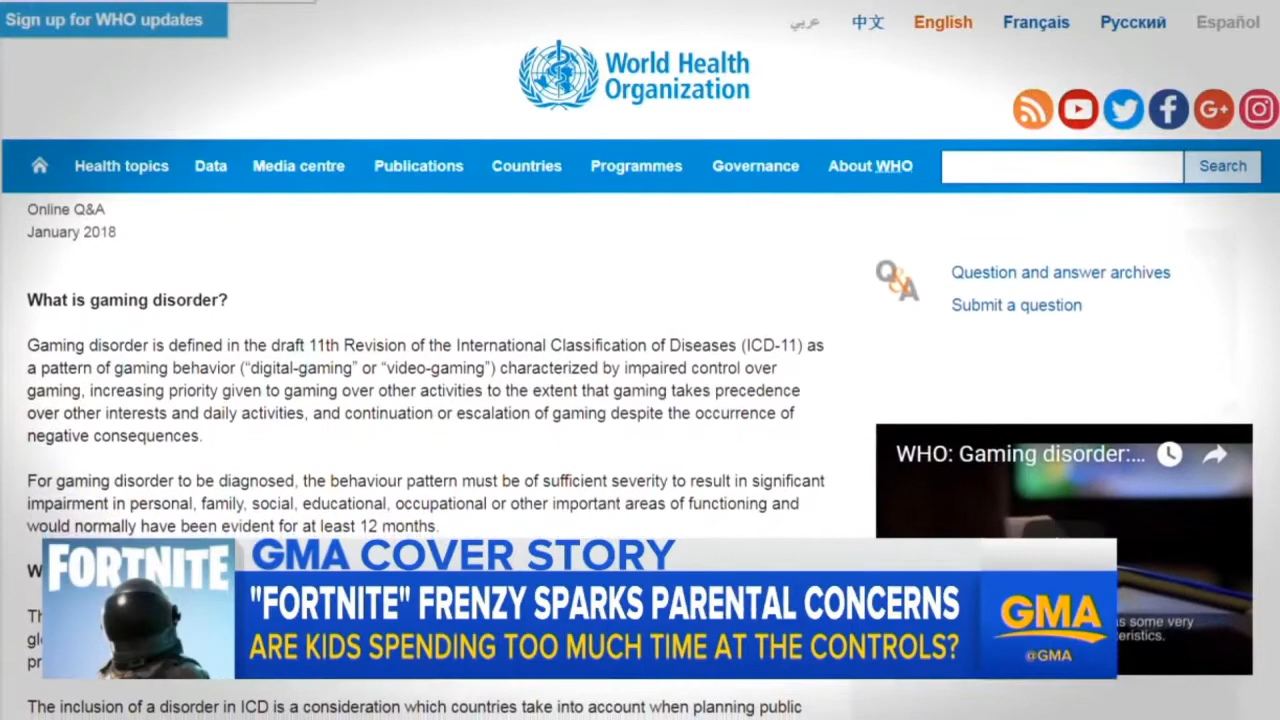 Sign up for WHO updates
عربي
中文
English
Français
Русский
Español
World Health
Organization
Health topics
Data
Media centre
Publications
Countries
Programmes
Governance
About WHO
Search
Online Q&A
January 2018
Q&A
Question and answer archives
Submit a question
What is gaming disorder?
Gaming disorder is defined in the draft 11th Revision of the International Classification of Diseases (ICD-11) as
a pattern of gaming behavior (“digital-gaming” or “video-gaming”) characterized by impaired control over
gaming, increasing priority given to gaming over other activities to the extent that gaming takes precedence
over other interests and daily activities, and continuation or escalation of gaming despite the occurrence of
negative consequences.
For gaming disorder to be diagnosed, the behaviour pattern must be of sufficient severity to result in significant
impairment in personal, family, social, educational, occupational or other important areas of functioning and
would normally have been evident for at least 12 months.
WHO: Gaming disorder:...
s some very
eristics.
W
Th
gl
pr
FORTNITE
GMA COVER STORY
"FORTNITE" FRENZY SPARKS PARENTAL CONCERNS
ARE KIDS SPENDING TOO MUCH TIME AT THE CONTROLS?
GMA
@GMA
The inclusion of a disorder in ICD is a consideration which countries take into account when planning public